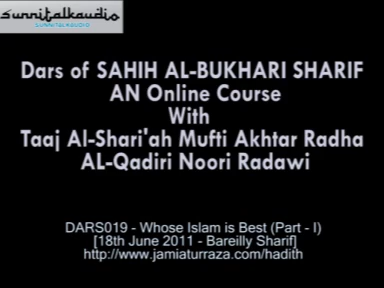 sunnitalkaudio
SUNNITALKAUDIO
Dars of SAHIH AL-BUKHARI SHARIF
AN Online Course
With
Taaj Al-Shari'ah Mufti Akhtar Radha
AL-Qadiri Noori Radawi
DARS019 - Whose Islam is Best (Part - I)
[18th June 2011 - Bareilly Sharif]
http://www.jamiaturraza.com/hadith